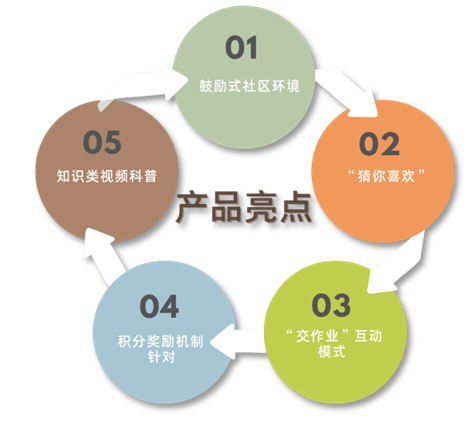 01
鼓励式社区环境
02
“猜你喜欢”
03
“交作业”互动
模式
04
积分奖励机制
针对
05
知识类视频科普
产品亮点